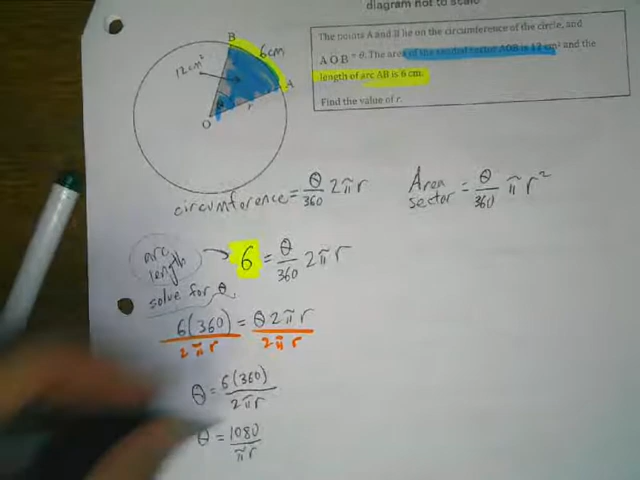 diagram not to scale
The points A and B lie on the circumference of the circle, and
A O B = θ. The area of the shaded sector AOB is 12 cm² and the
length of arc AB is 6 cm.
Find the value of r.
B
6cm
12cm²
A
θ
r
O
circumference = θ/360 2πr
Area sector = θ/360 πr²
arc length → 6 = θ/360 2πr
solve for θ
6(360)/2πr = θ2πr/2πr
θ = 6(360)/2πr
θ = 1080/πr